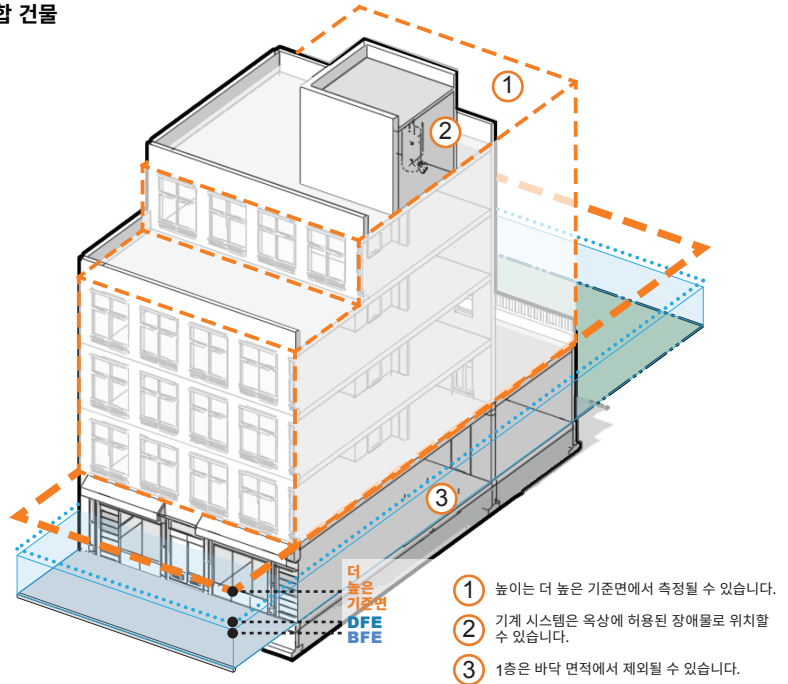 합 건물
1
2
3
더
높은
기준면
DFE
BFE
1 높이는 더 높은 기준면에서 측정될 수 있습니다.
2 기계 시스템은 옥상에 허용된 장애물로 위치할
수 있습니다.
3 1층은 바닥 면적에서 제외될 수 있습니다.